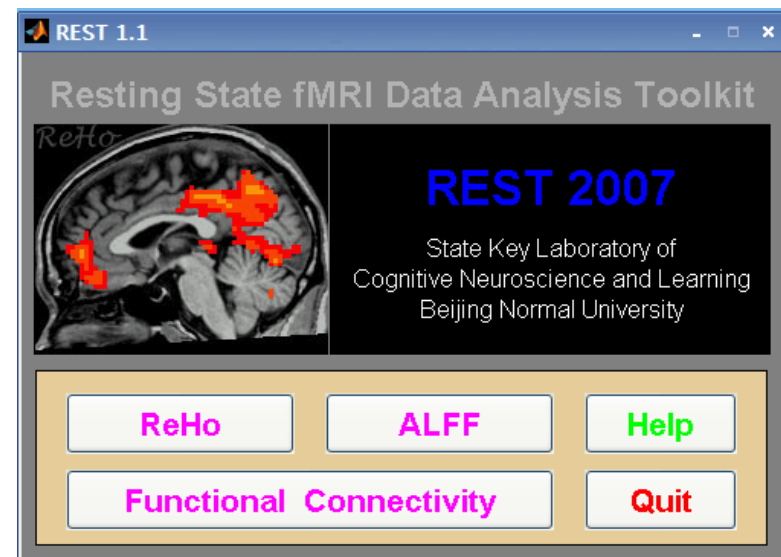 REST 1.1
Resting State fMRI Data Analysis Toolkit
ReHo
REST 2007
State Key Laboratory of
Cognitive Neuroscience and Learning
Beijing Normal University
ReHo ALFF Help
Functional Connectivity Quit